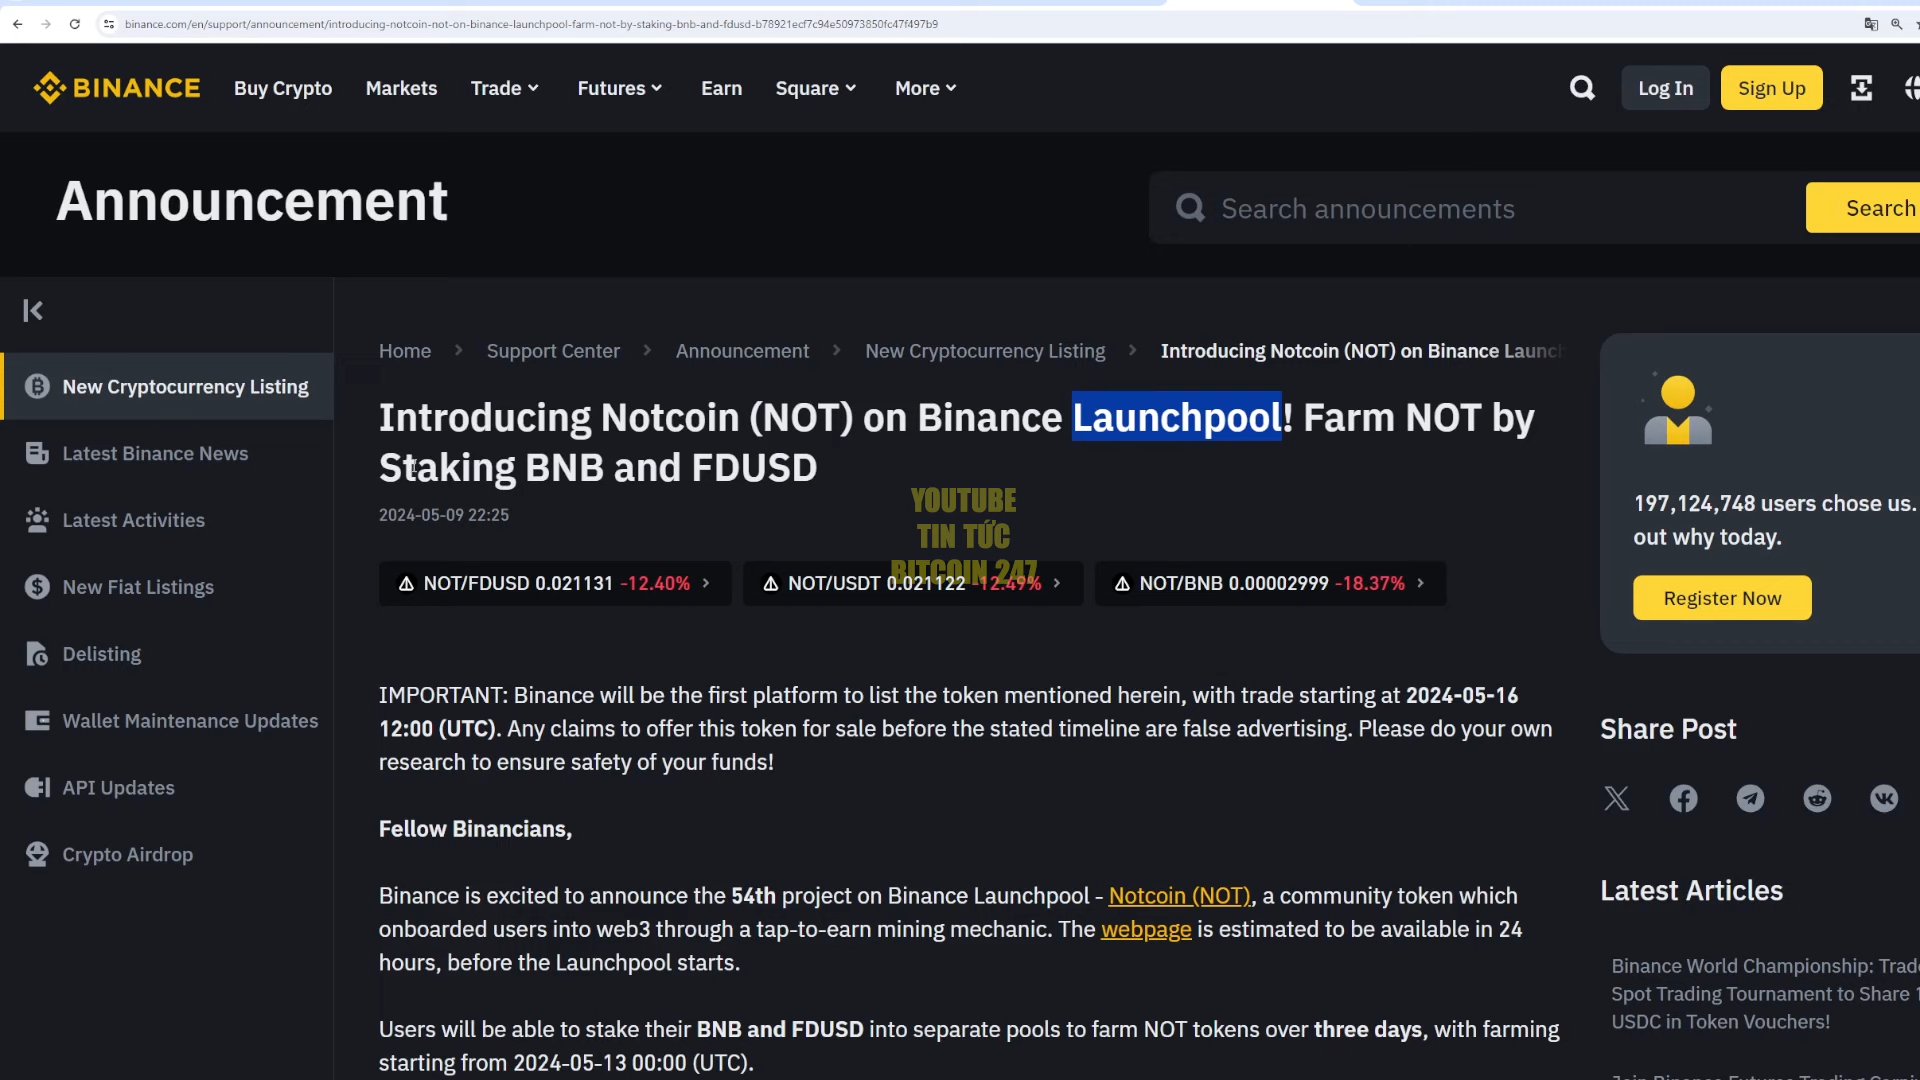 binance.com/en/support/announcement/introducing-notcoin-not-on-binance-launchpool-farm-not-by-staking-bnb-and-fdusd-b78921ecf7c94e50973850fc47f497b9
BINANCE
Buy Crypto
Markets
Trade
Futures
Earn
Square
More
Log In
Sign Up
Announcement
Search announcements
Search
New Cryptocurrency Listing
Latest Binance News
Latest Activities
New Fiat Listings
Delisting
Wallet Maintenance Updates
API Updates
Crypto Airdrop
Home > Support Center > Announcement > New Cryptocurrency Listing > Introducing Notcoin (NOT) on Binance Launch
Introducing Notcoin (NOT) on Binance Launchpool! Farm NOT by
Staking BNB and FDUSD
2024-05-09 22:25
YOUTUBE
TIN TỨC
BITCOIN 247
NOT/FDUSD 0.021131 -12.40%
NOT/USDT 0.021122 -12.49%
NOT/BNB 0.00002999 -18.37%
IMPORTANT: Binance will be the first platform to list the token mentioned herein, with trade starting at 2024-05-16
12:00 (UTC). Any claims to offer this token for sale before the stated timeline are false advertising. Please do your own
research to ensure safety of your funds!
Fellow Binancians,
Binance is excited to announce the 54th project on Binance Launchpool - Notcoin (NOT), a community token which
onboarded users into web3 through a tap-to-earn mining mechanic. The webpage is estimated to be available in 24
hours, before the Launchpool starts.
Users will be able to stake their BNB and FDUSD into separate pools to farm NOT tokens over three days, with farming
starting from 2024-05-13 00:00 (UTC).
197,124,748 users chose us.
out why today.
Register Now
Share Post
Latest Articles
Binance World Championship: Trade
Spot Trading Tournament to Share 1
USDC in Token Vouchers!